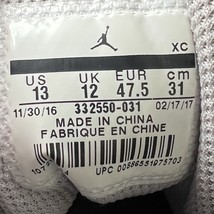 XC
US UK EUR cm
13 12 47.5 31
11/30/16 332550-031 02/17/17
MADE IN CHINA
FABRIQUE EN CHINE
UPC 00886551975703